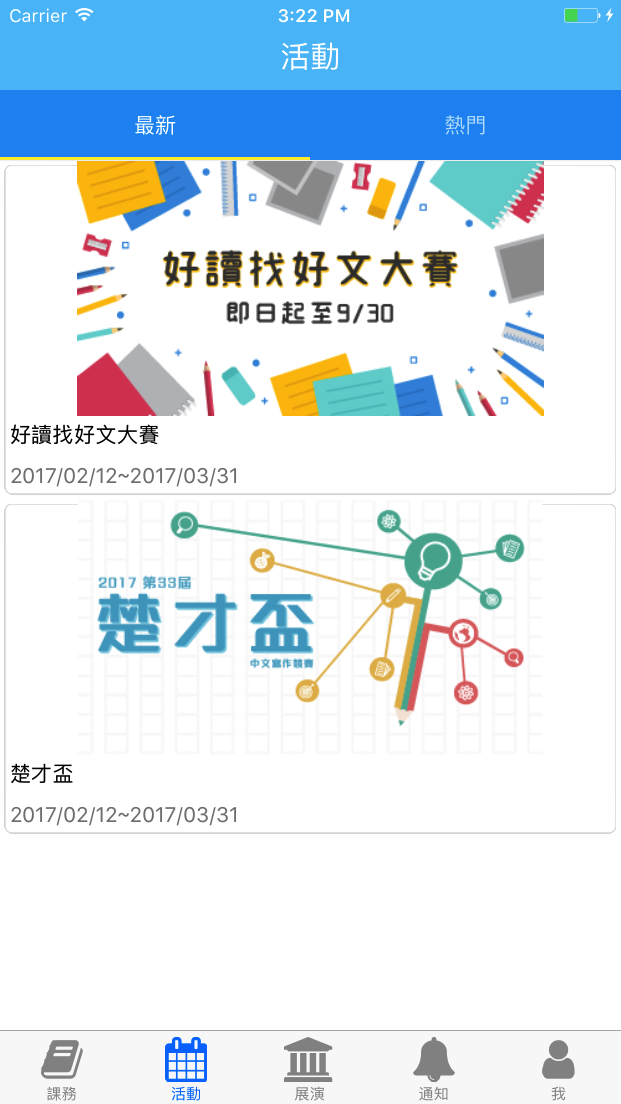 Carrier
3:22 PM
活動
最新
熱門
好讀找好文大賽
即日起至9/30
好讀找好文大賽
2017/02/12~2017/03/31
2017 第33屆
楚才盃
中文寫作競賽
楚才盃
2017/02/12~2017/03/31
課務
活動
展演
通知
我